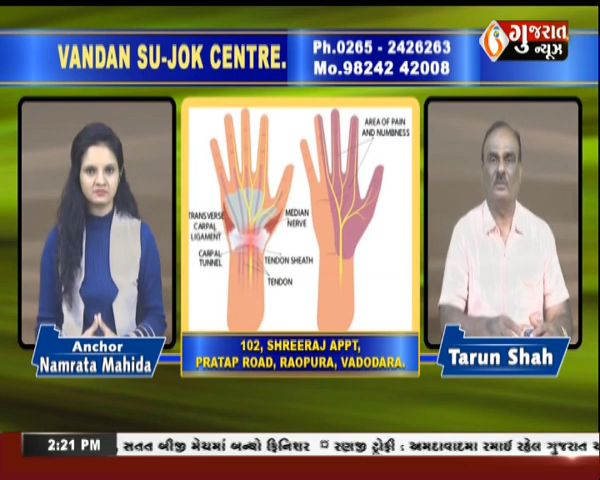 VANDAN SU-JOK CENTRE.
Ph.0265 - 2426263
Mo.98242 42008
ગુજરાત
ન્યૂઝ
AREA OF PAIN
AND NUMBNESS
TRANSVERSE
CARPAL
LIGAMENT
MEDIAN
NERVE
CARPAL
TUNNEL
TENDON SHEATH
TENDON
Anchor
Namrata Mahida
102, SHREERAJ APPT,
PRATAP ROAD, RAOPURA, VADODARA.
Tarun Shah
2:21 PM
, સતત બીજી મેચમાં બન્યો ફિનિશર ¤ રણજી ટ્રોફી : અમદાવાદમાં રમાઈ રહેલ ગુજરાત